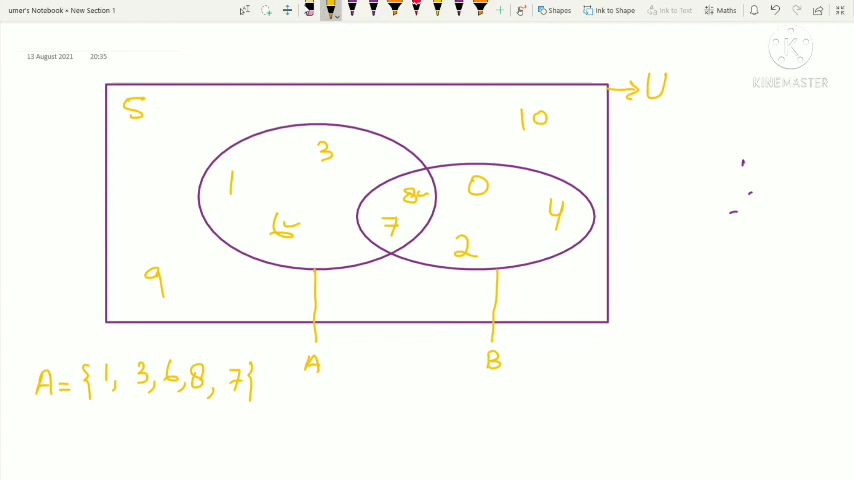 umer's Notebook » New Section 1
Shapes
Ink to Shape
Ink to Text
Maths
13 August 2021 20:35
K
KINEMASTER
U
5
10
3
1
8
0
4
6
7
2
9
A
B
A = {1, 3, 6, 8, 7}